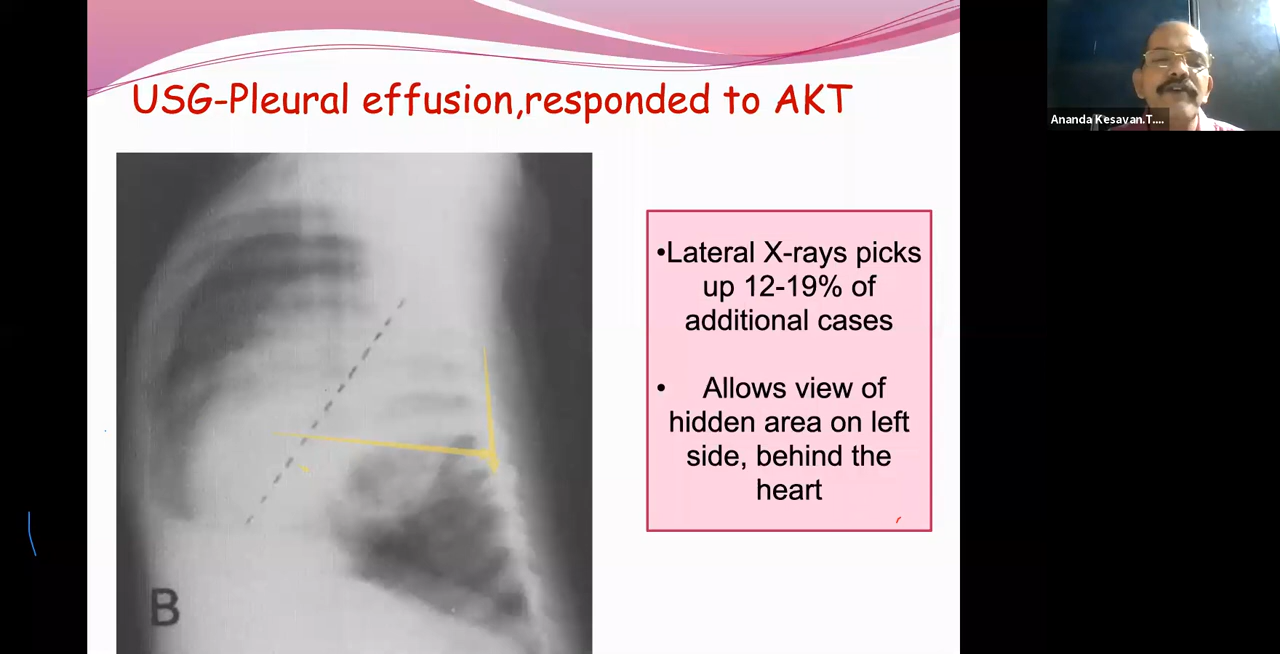 USG-Pleural effusion,responded to AKT
Ananda Kesavan.T....
•Lateral X-rays picks
up 12-19% of
additional cases
• Allows view of
hidden area on left
side, behind the
heart
B